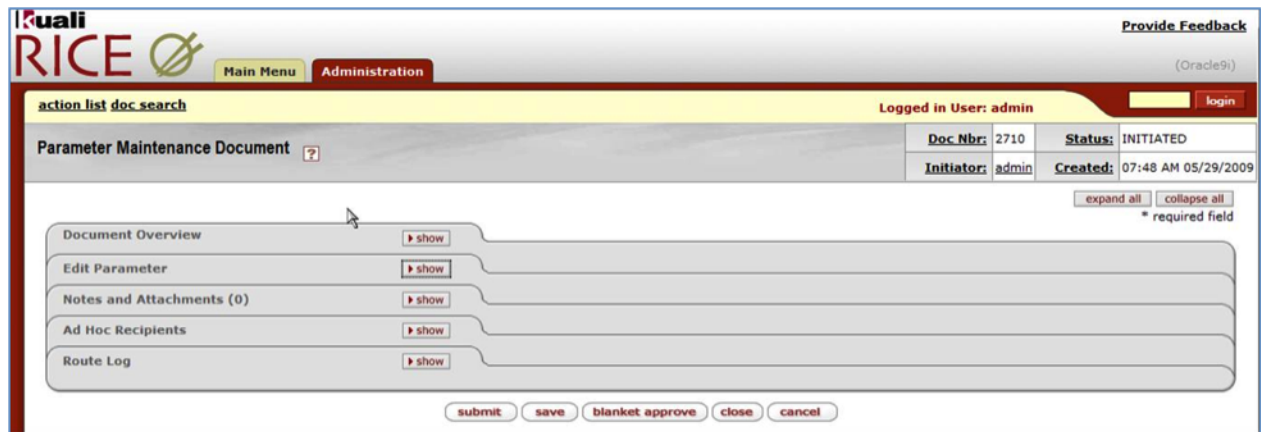 kuali
RICE
Provide Feedback
(Oracle9i)
Main Menu Administration
action list doc search
Logged in User: admin
login
Parameter Maintenance Document ?
Doc Nbr: 2710 Status: INITIATED
Initiator: admin Created: 07:48 AM 05/29/2009
expand all collapse all
* required field
Document Overview show
Edit Parameter show
Notes and Attachments (0) show
Ad Hoc Recipients show
Route Log show
submit save blanket approve close cancel